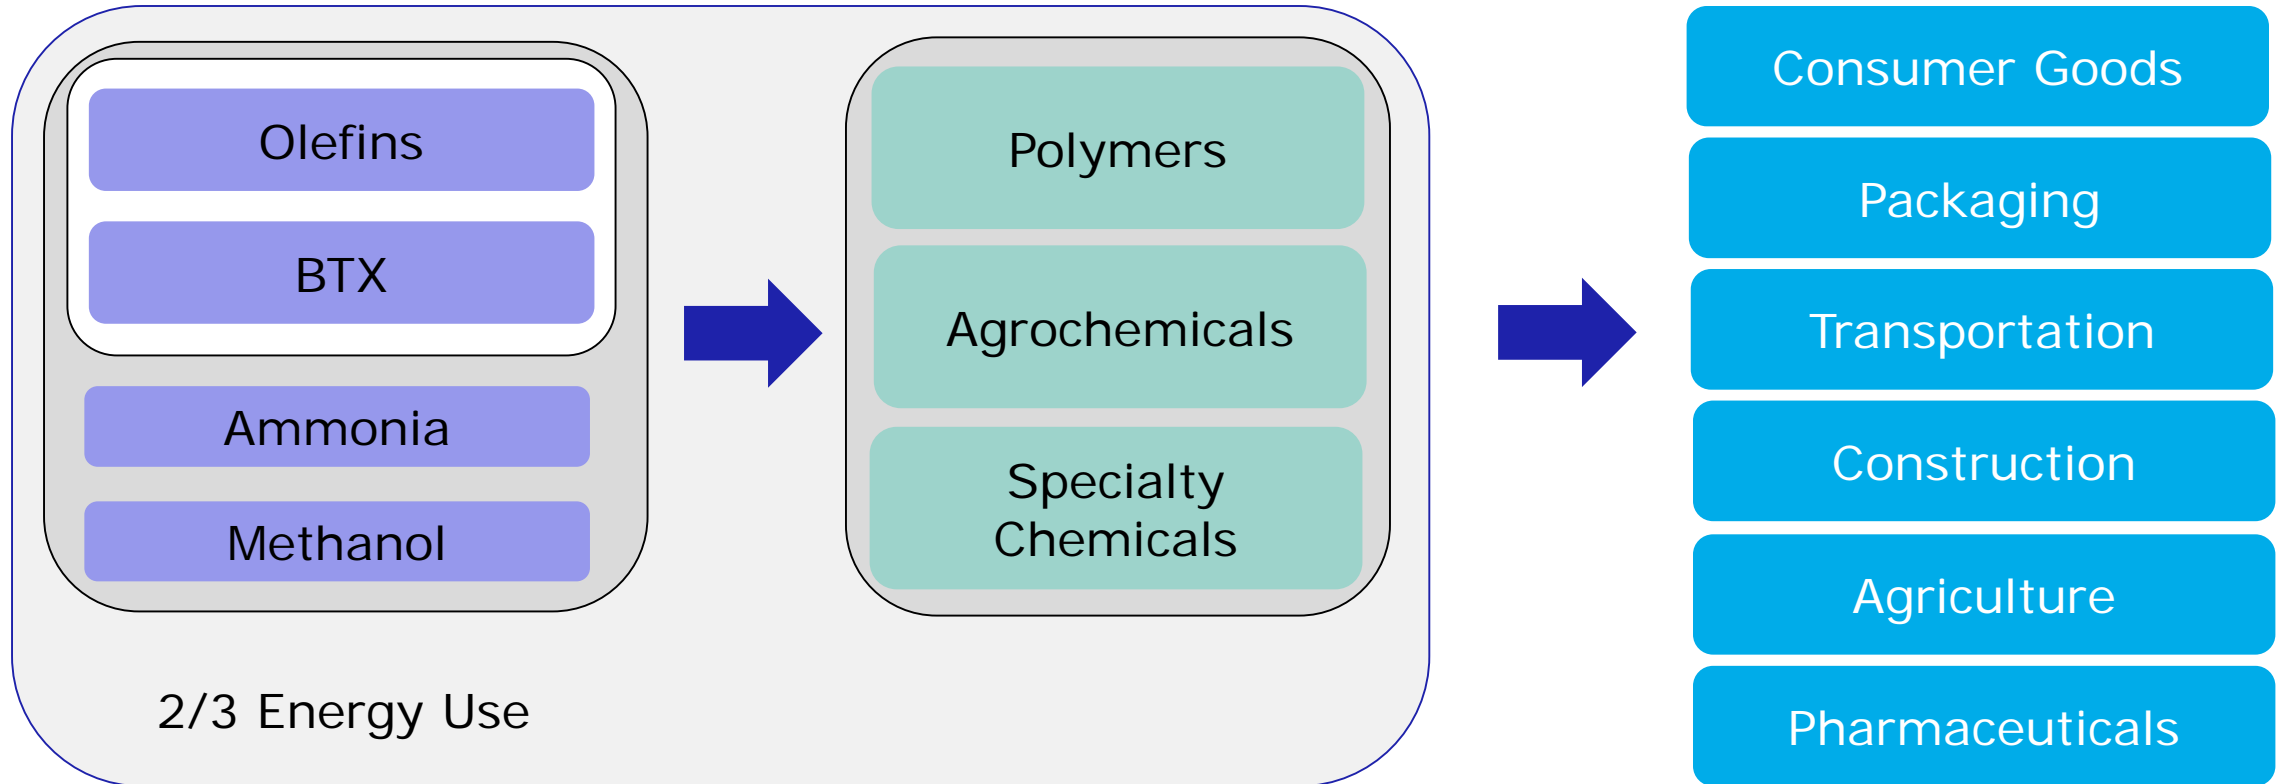 Olefins
BTX
Ammonia
Methanol
2/3 Energy Use
Polymers
Agrochemicals
Specialty
Chemicals
Consumer Goods
Packaging
Transportation
Construction
Agriculture
Pharmaceuticals